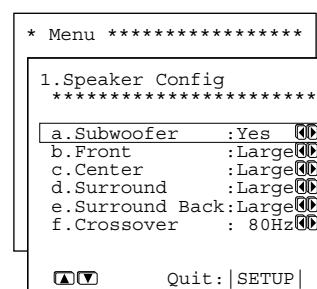 * Menu *****************
1.Speaker Config
******************
a.Subwoofer :Yes
b.Front :Large
c.Center :Large
d.Surround :Large
e.Surround Back:Large
f.Crossover : 80Hz
Quit:|SETUP|